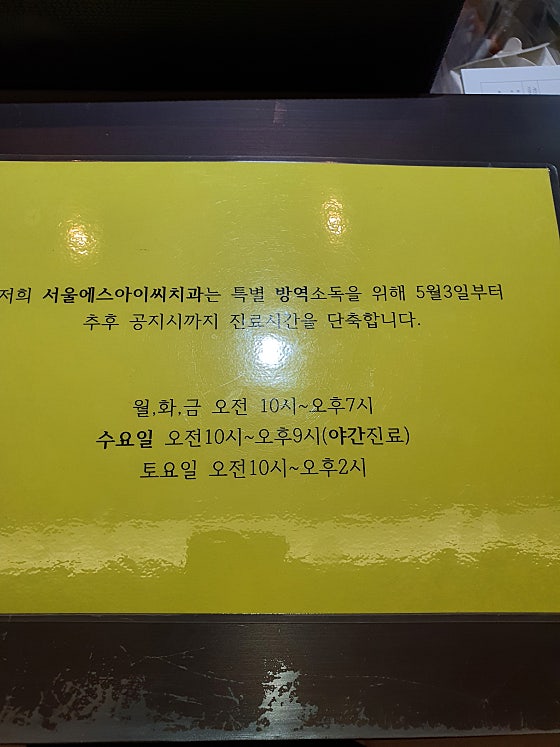 저희 서울에스아이씨치과는 특별 방역소독을 위해 5월3일부터
추후 공지시까지 진료시간을 단축합니다.
월,화,금 오전 10시~오후7시
수요일 오전10시~오후9시(야간진료)
토요일 오전10시~오후2시